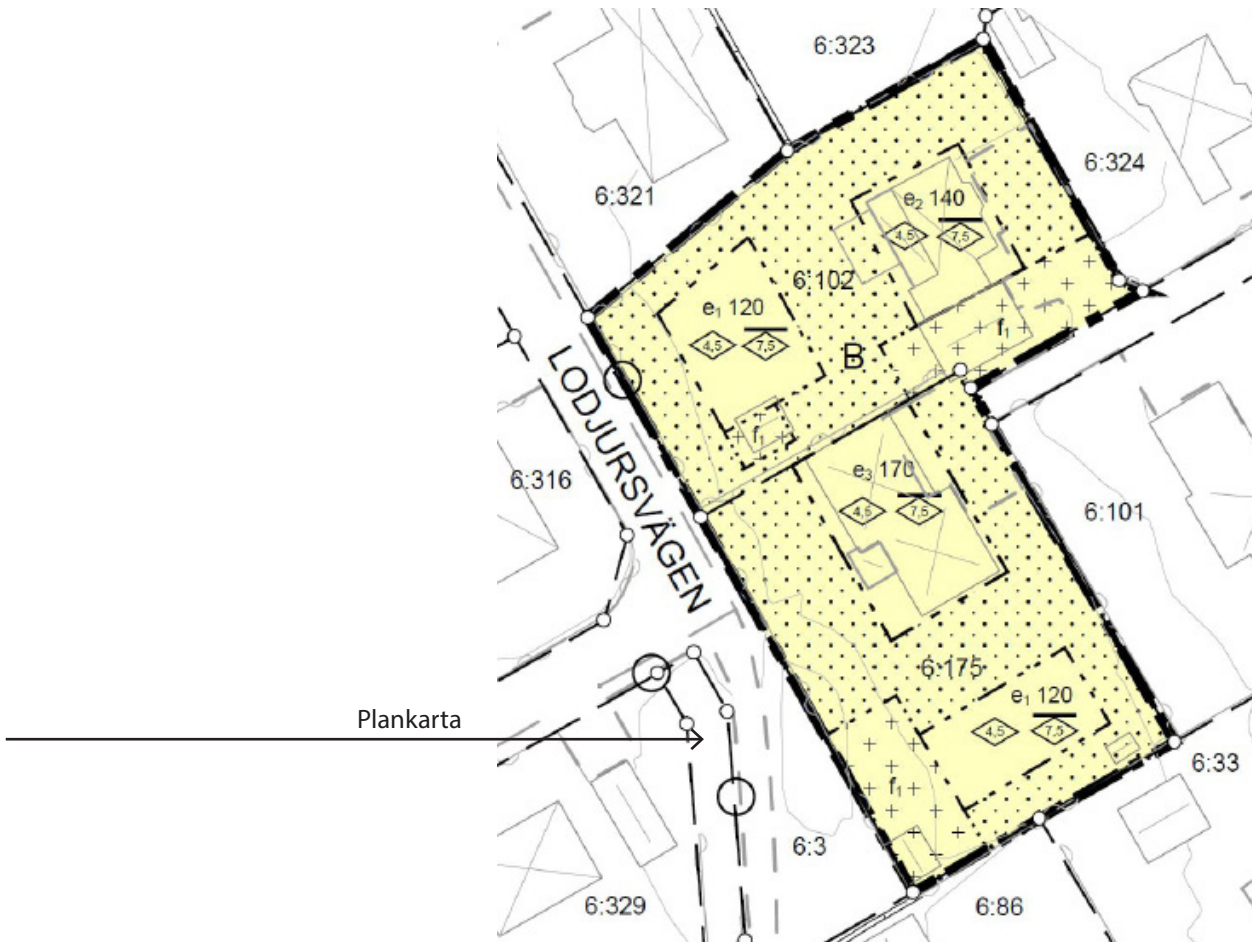 6:323
6:324
6:321
e₂ 140
4,5 7,5
6:102
e₁ 120
4,5 7,5
f₁
B
f₁
LODJURSVÄGEN
6:316
e₃ 170
4,5 7,5
6:101
6:175
e₁ 120
4,5 7,5
Plankarta
f₁
6:33
6:3
6:329
6:86